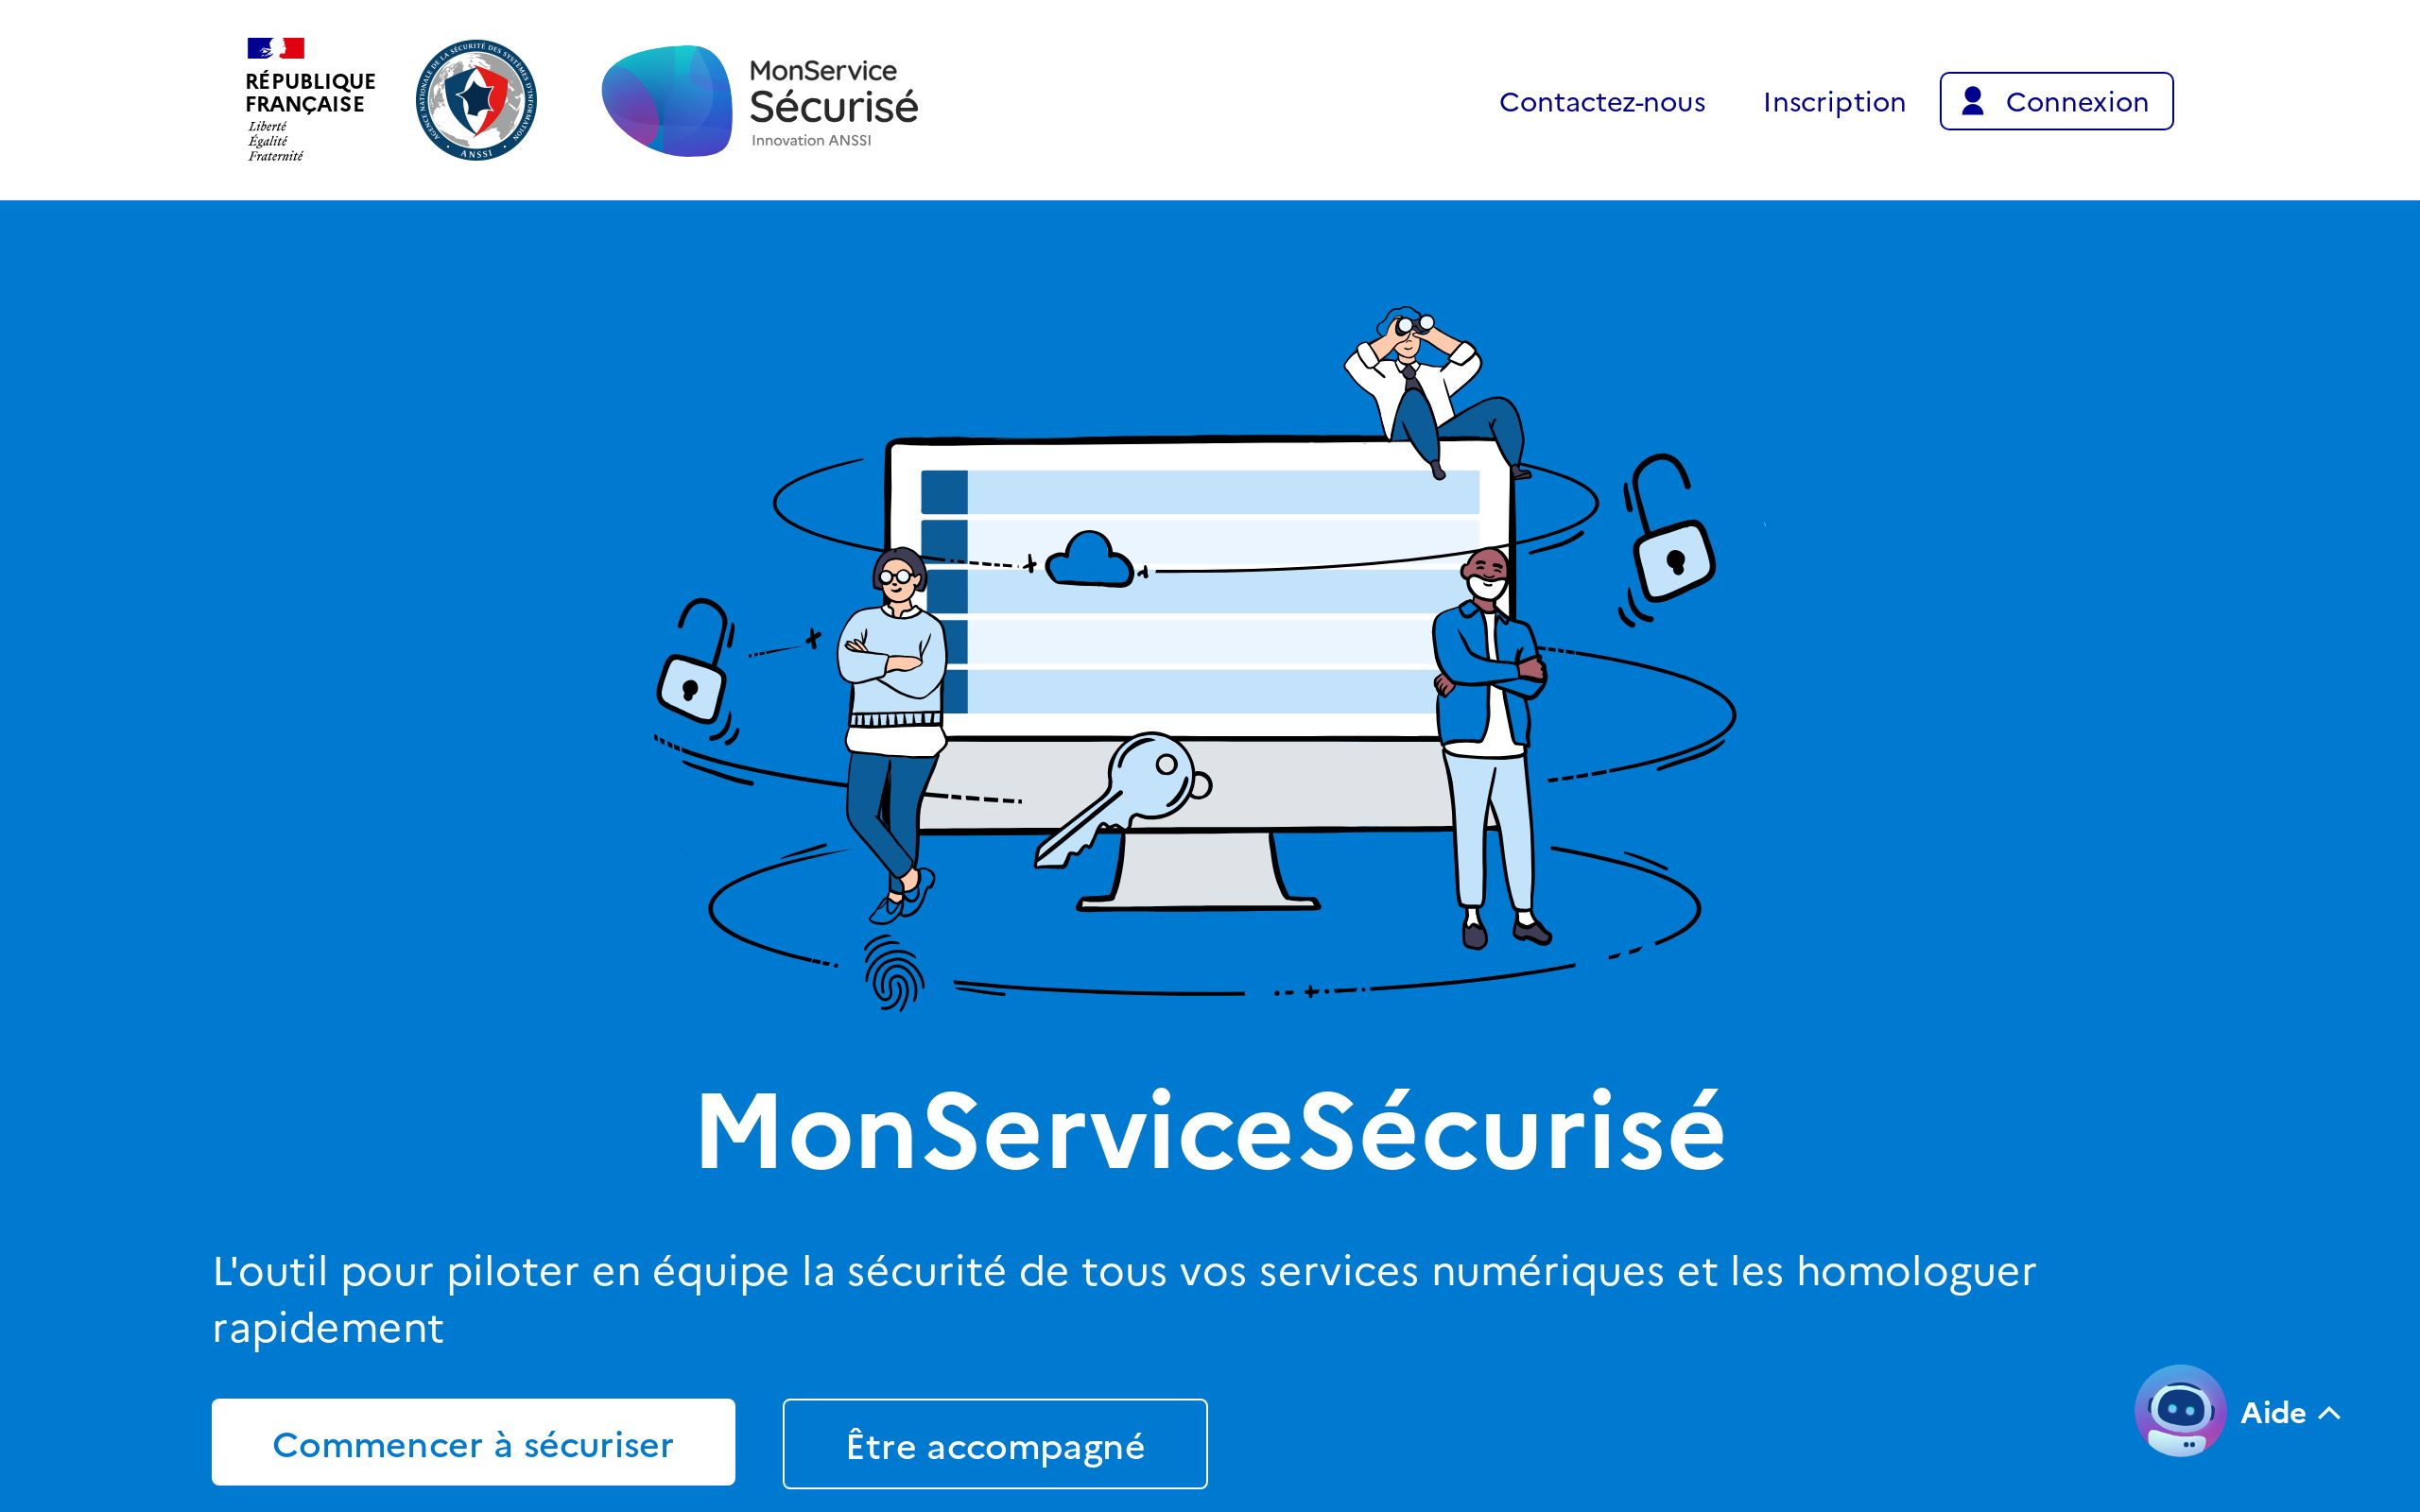 RÉPUBLIQUE
FRANÇAISE
Liberté
Égalité
Fraternité
AGENCE NATIONALE DE LA SÉCURITÉ DES SYSTÈMES D'INFORMATION
ANSSI
MonService
Sécurisé
Innovation ANSSI
Contactez-nous
Inscription
Connexion
MonServiceSécurisé
L'outil pour piloter en équipe la sécurité de tous vos services numériques et les homologuer
rapidement
Commencer à sécuriser
Être accompagné
Aide